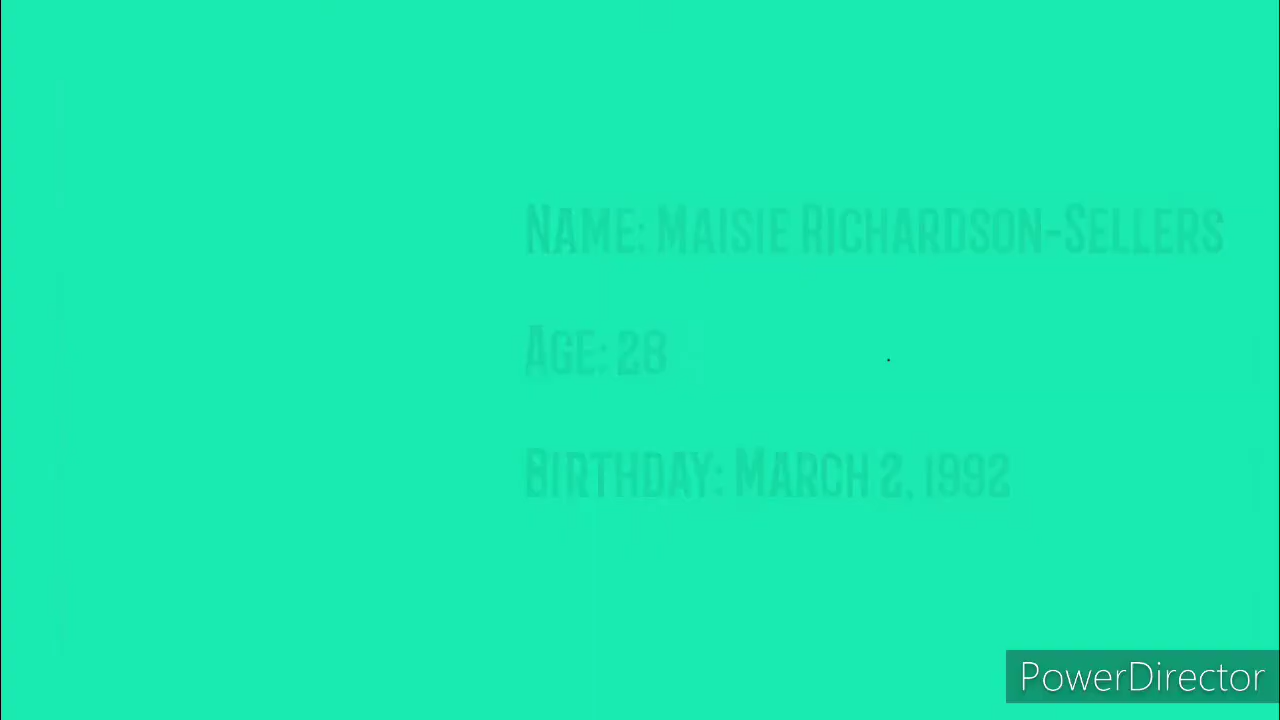 Name: Maisie Richardson-Sellers
Age: 28
Birthday: March 2, 1992
PowerDirector